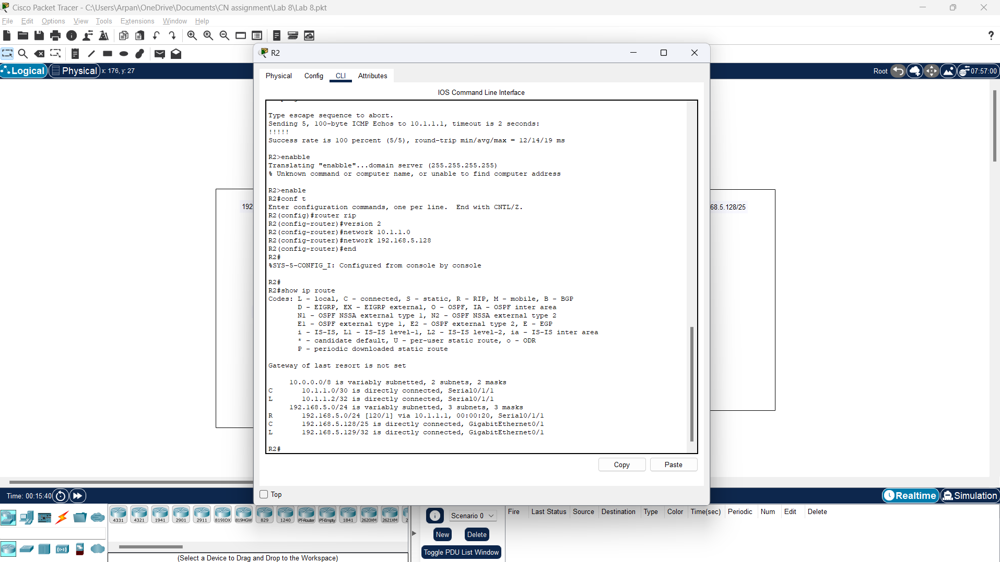 Cisco Packet Tracer - C:\Users\Arpan\OneDrive\Documents\CN assignment\Lab 8\Lab 8.pkt
File Edit Options View Tools Extensions Window Help
?
R2
Logical Physical x: 176, y: 27
Root 07:57:00
Physical Config CLI Attributes
IOS Command Line Interface
Type escape sequence to abort.
Sending 5, 100-byte ICMP Echos to 10.1.1.1, timeout is 2 seconds:
!!!!!
Success rate is 100 percent (5/5), round-trip min/avg/max = 12/14/19 ms
R2>enabble
Translating "enabble"...domain server (255.255.255.255)
% Unknown command or computer name, or unable to find computer address
R2>enable
R2#conf t
Enter configuration commands, one per line.  End with CNTL/Z.
R2(config)#router rip
R2(config-router)#version 2
R2(config-router)#network 10.1.1.0
R2(config-router)#network 192.168.5.128
R2(config-router)#end
R2#
%SYS-5-CONFIG_I: Configured from console by console
R2#
R2#show ip route
Codes: L - local, C - connected, S - static, R - RIP, M - mobile, B - BGP
D - EIGRP, EX - EIGRP external, O - OSPF, IA - OSPF inter area
N1 - OSPF NSSA external type 1, N2 - OSPF NSSA external type 2
E1 - OSPF external type 1, E2 - OSPF external type 2, E - EGP
i - IS-IS, L1 - IS-IS level-1, L2 - IS-IS level-2, ia - IS-IS inter area
* - candidate default, U - per-user static route, o - ODR
P - periodic downloaded static route
Gateway of last resort is not set
10.0.0.0/8 is variably subnetted, 2 subnets, 2 masks
C 10.1.1.0/30 is directly connected, Serial0/1/1
L 10.1.1.2/32 is directly connected, Serial0/1/1
192.168.5.0/24 is variably subnetted, 3 subnets, 3 masks
R 192.168.5.0/24 [120/1] via 10.1.1.1, 00:00:20, Serial0/1/1
C 192.168.5.128/25 is directly connected, GigabitEthernet0/1
L 192.168.5.129/32 is directly connected, GigabitEthernet0/1
R2#
192
68.5.128/25
Copy Paste
Top
Time: 00:15:40
Realtime Simulation
4331 4321 1941 2901 2911 819IOX 819HGW 829 1240 PT-Router PT-Empty 1841 2620XM 2621XM 2
(Select a Device to Drag and Drop to the Workspace)
Scenario 0
New Delete
Toggle PDU List Window
Fire Last Status Source Destination Type Color Time(sec) Periodic Num Edit Delete